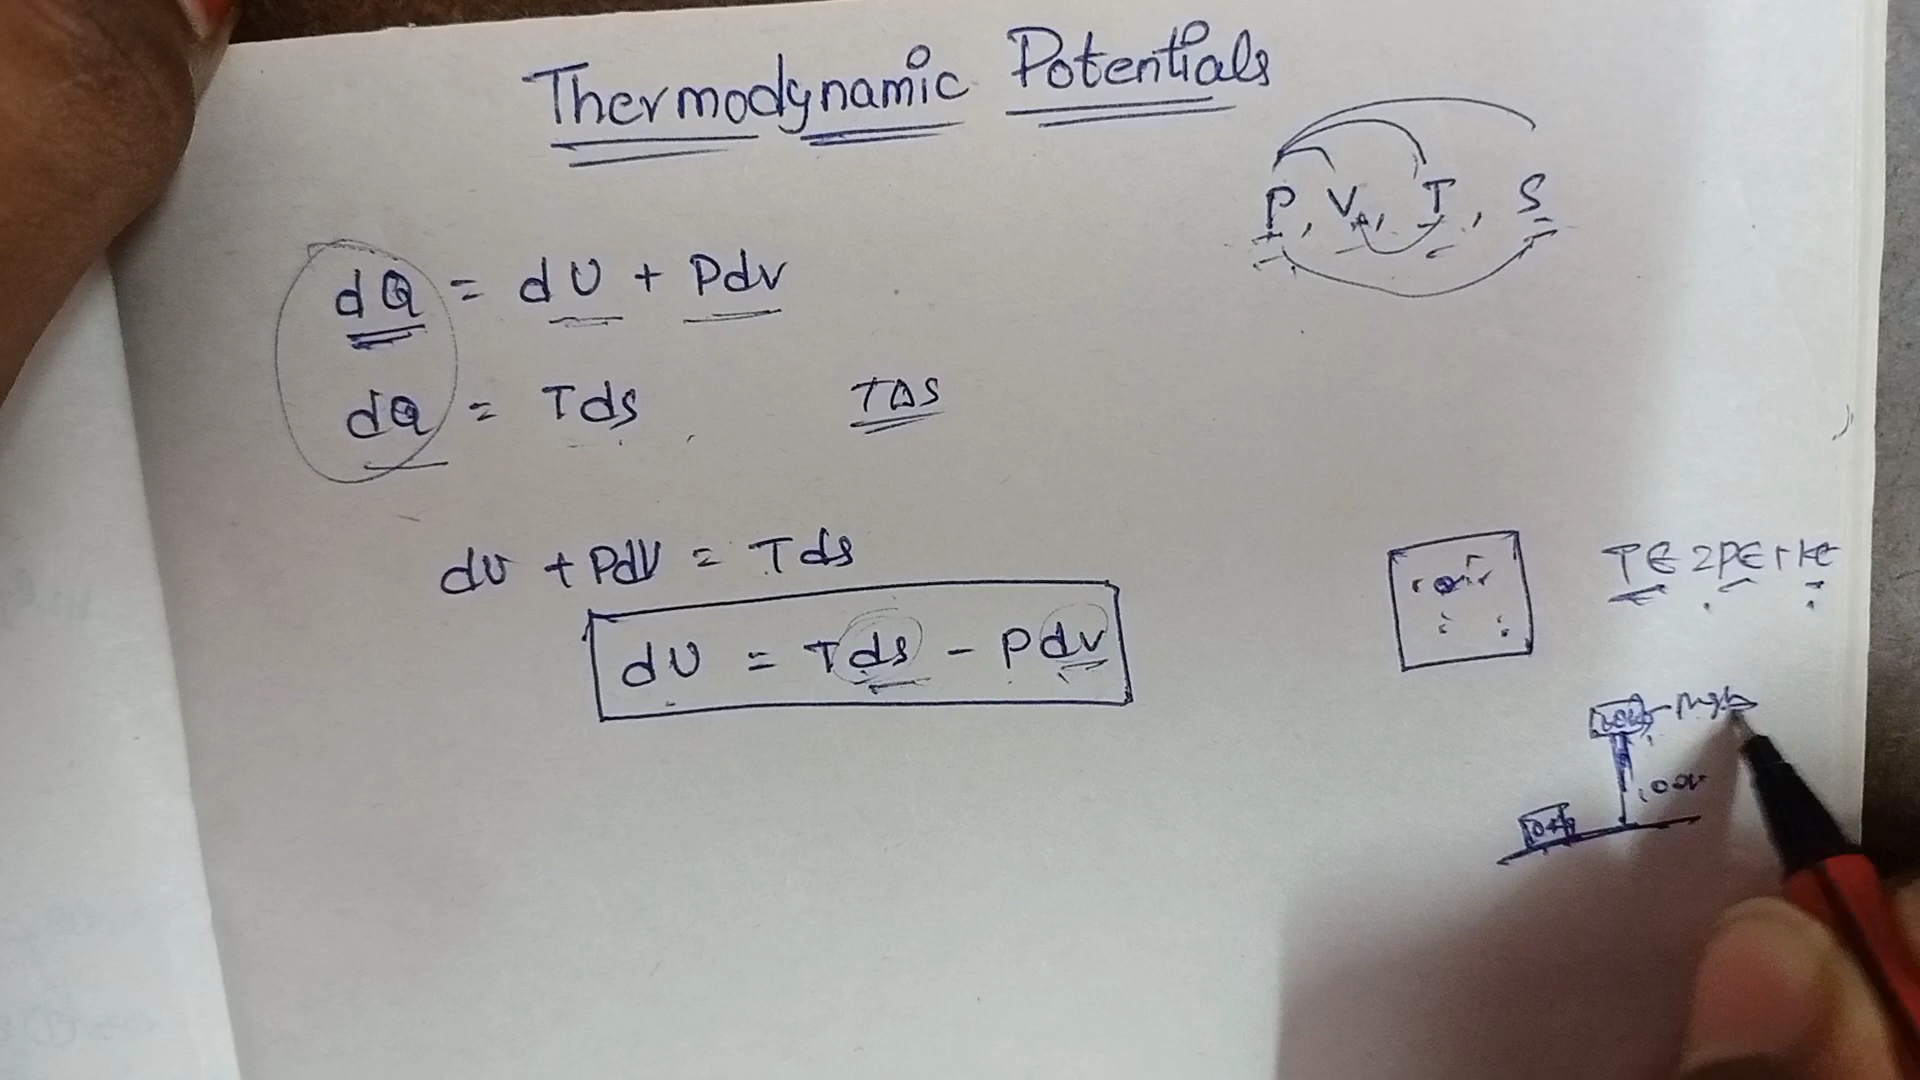 Thermodynamic Potentials
P, V, T, S
dQ = dU + Pdv
dQ = Tds
TΔS
dU + PdV = Tds
TE = PE + KE
dU = Tds - Pdv